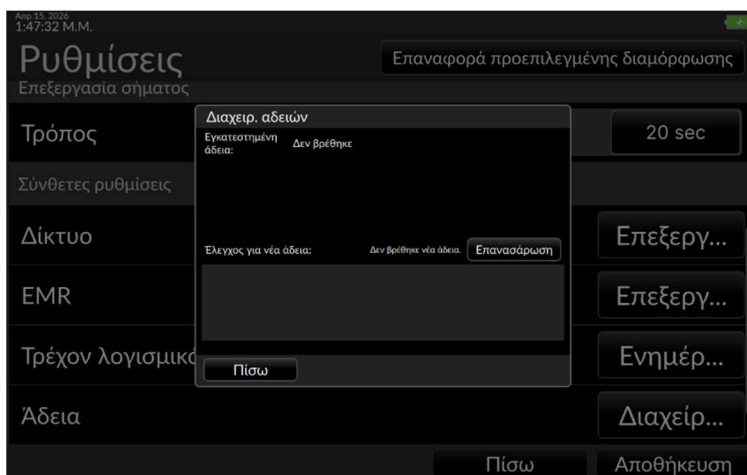 Απρ 15, 2026
1:47:32 Μ.Μ.
Ρυθμίσεις
Επαναφορά προεπιλεγμένης διαμόρφωσης
Επεξεργασία σήματος
Τρόπος
20 sec
Σύνθετες ρυθμίσεις
Δίκτυο
Επεξεργ...
EMR
Επεξεργ...
Τρέχον λογισμικό
Ενημέρ...
Άδεια
Διαχείρ...
Πίσω
Αποθήκευση
Διαχειρ. αδειών
Εγκατεστημένη
άδεια:
Δεν βρέθηκε
Έλεγχος για νέα άδεια:
Δεν βρέθηκε νέα άδεια.
Επανασάρωση
Πίσω